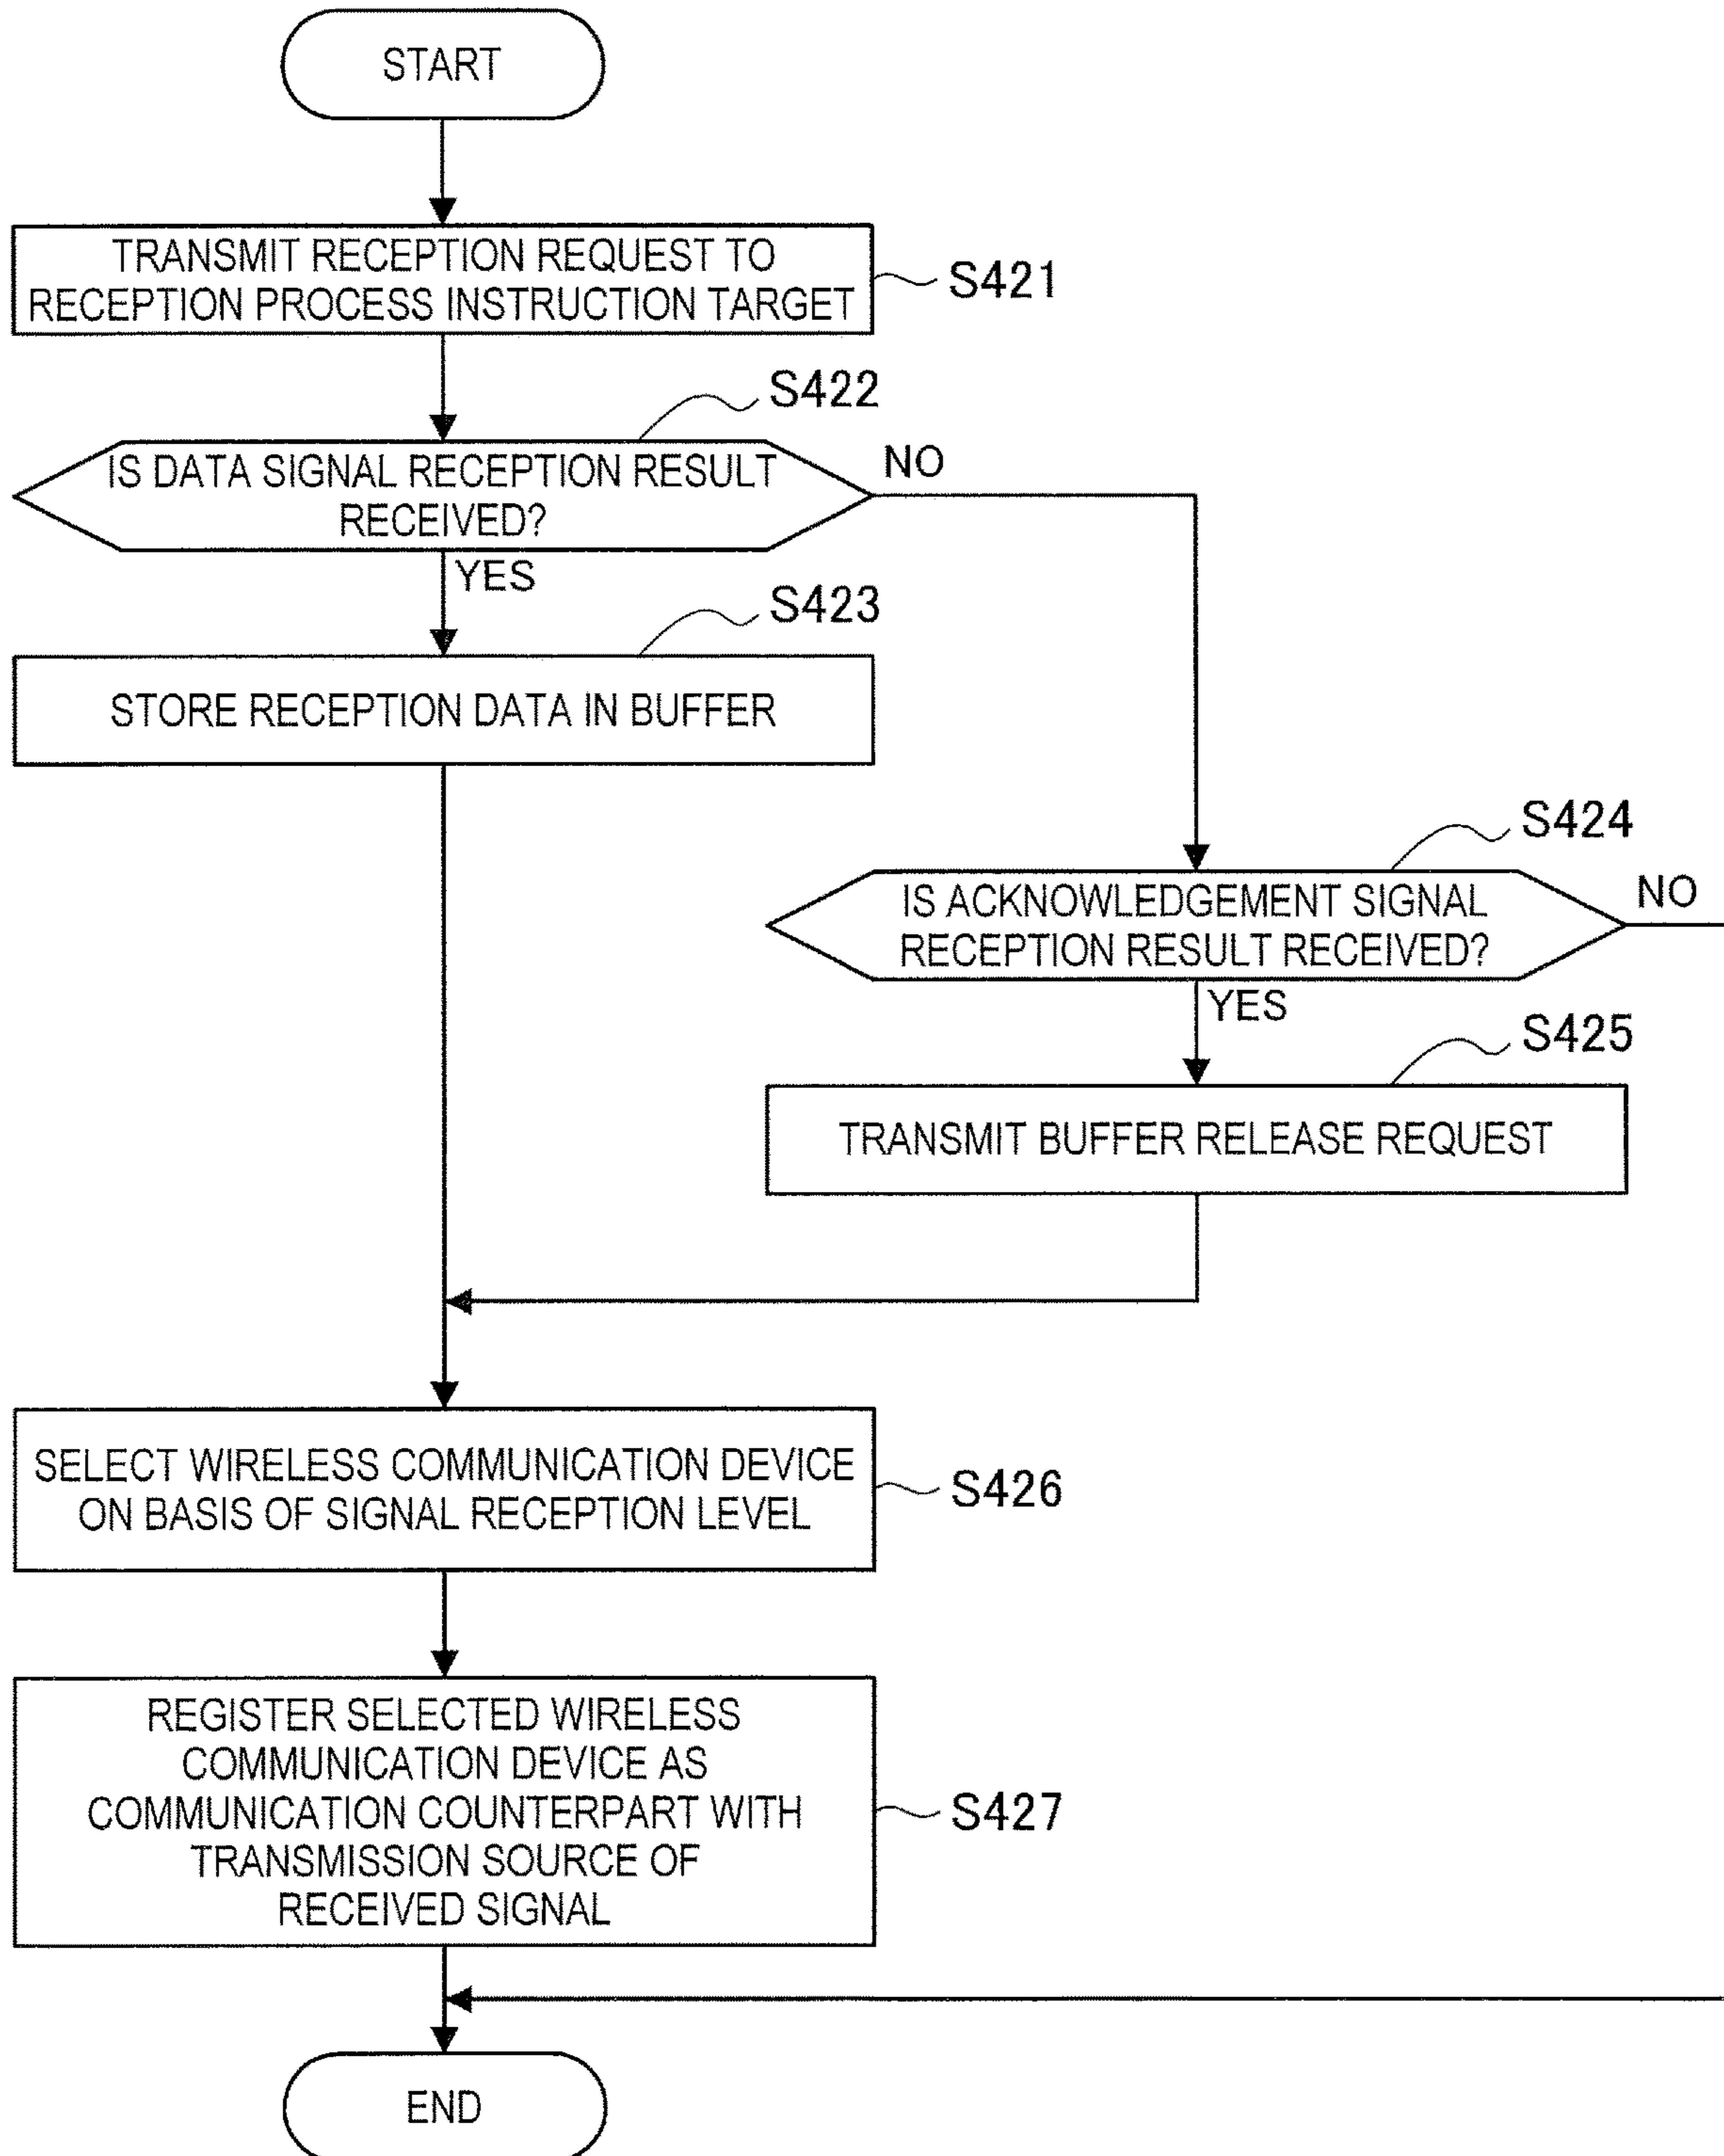 START
TRANSMIT RECEPTION REQUEST TO
RECEPTION PROCESS INSTRUCTION TARGET
S421
S422
IS DATA SIGNAL RECEPTION RESULT
RECEIVED?
NO
YES
S423
STORE RECEPTION DATA IN BUFFER
S424
IS ACKNOWLEDGEMENT SIGNAL
RECEPTION RESULT RECEIVED?
NO
YES
S425
TRANSMIT BUFFER RELEASE REQUEST
SELECT WIRELESS COMMUNICATION DEVICE
ON BASIS OF SIGNAL RECEPTION LEVEL
S426
REGISTER SELECTED WIRELESS
COMMUNICATION DEVICE AS
COMMUNICATION COUNTERPART WITH
TRANSMISSION SOURCE OF
RECEIVED SIGNAL
S427
END